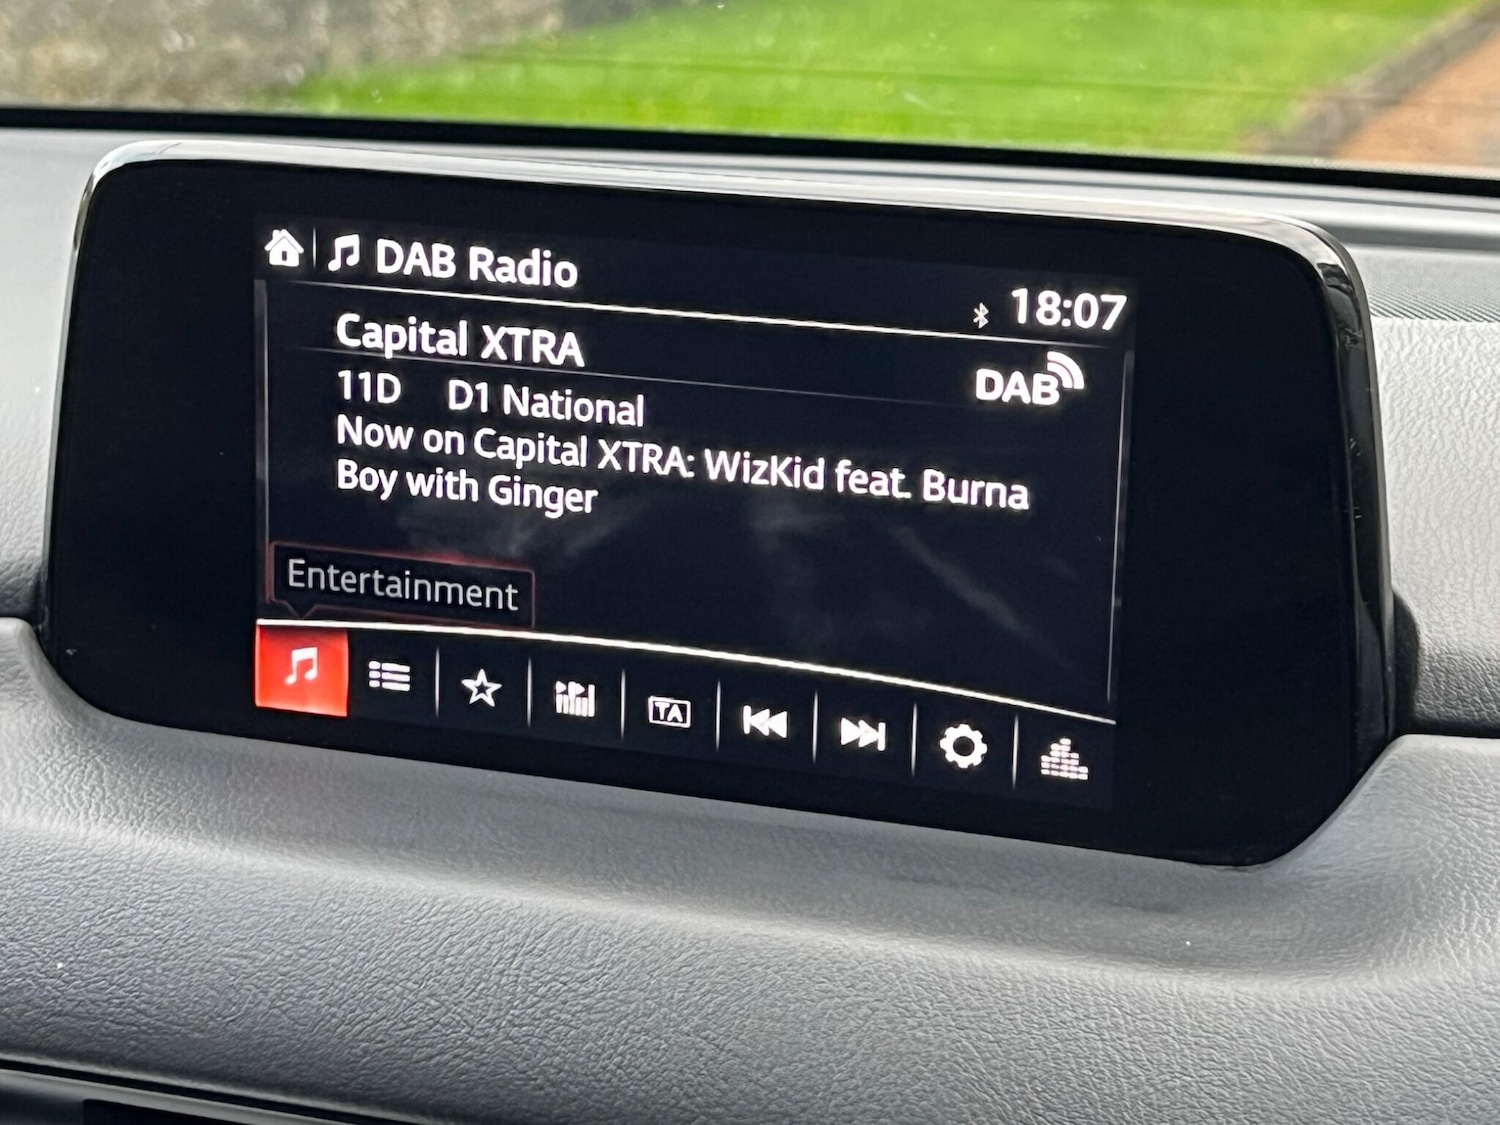 DAB Radio
18:07
Capital XTRA
DAB
11D D1 National
Now on Capital XTRA: WizKid feat. Burna
Boy with Ginger
Entertainment
TA